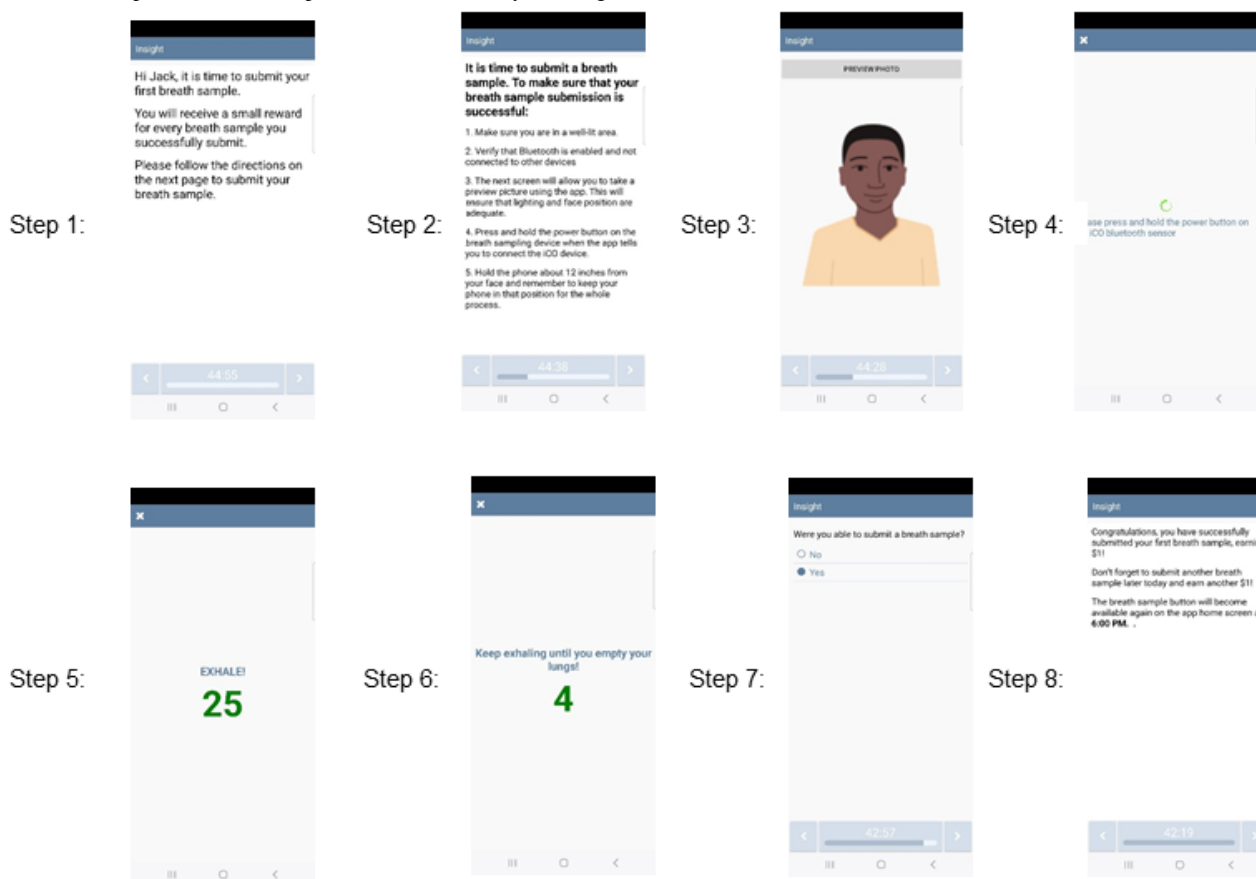 Step 1:
Insight
Hi Jack, it is time to submit your
first breath sample.
You will receive a small reward
for every breath sample you
successfully submit.
Please follow the directions on
the next page to submit your
breath sample.
44:55
Step 2:
Insight
It is time to submit a breath
sample. To make sure that your
breath sample submission is
successful:
1. Make sure you are in a well-lit area.
2. Verify that Bluetooth is enabled and not
connected to other devices
3. The next screen will allow you to take a
preview picture using the app. This will
ensure that lighting and face position are
adequate.
4. Press and hold the power button on the
breath sampling device when the app tells
you to connect the iCO device.
5. Hold the phone about 12 inches from
your face and remember to keep your
phone in that position for the whole
process.
44:38
Step 3:
Insight
PREVIEW PHOTO
44:28
Step 4:
ase press and hold the power button on
iCO bluetooth sensor
Step 5:
EXHALE!
25
Step 6:
Keep exhaling until you empty your
lungs!
4
Step 7:
Insight
Were you able to submit a breath sample?
No
Yes
42:57
Step 8:
Insight
Congratulations, you have successfully
submitted your first breath sample, earni
$1!
Don't forget to submit another breath
sample later today and earn another $1!
The breath sample button will become
available again on the app home screen
6:00 PM. .
42:19